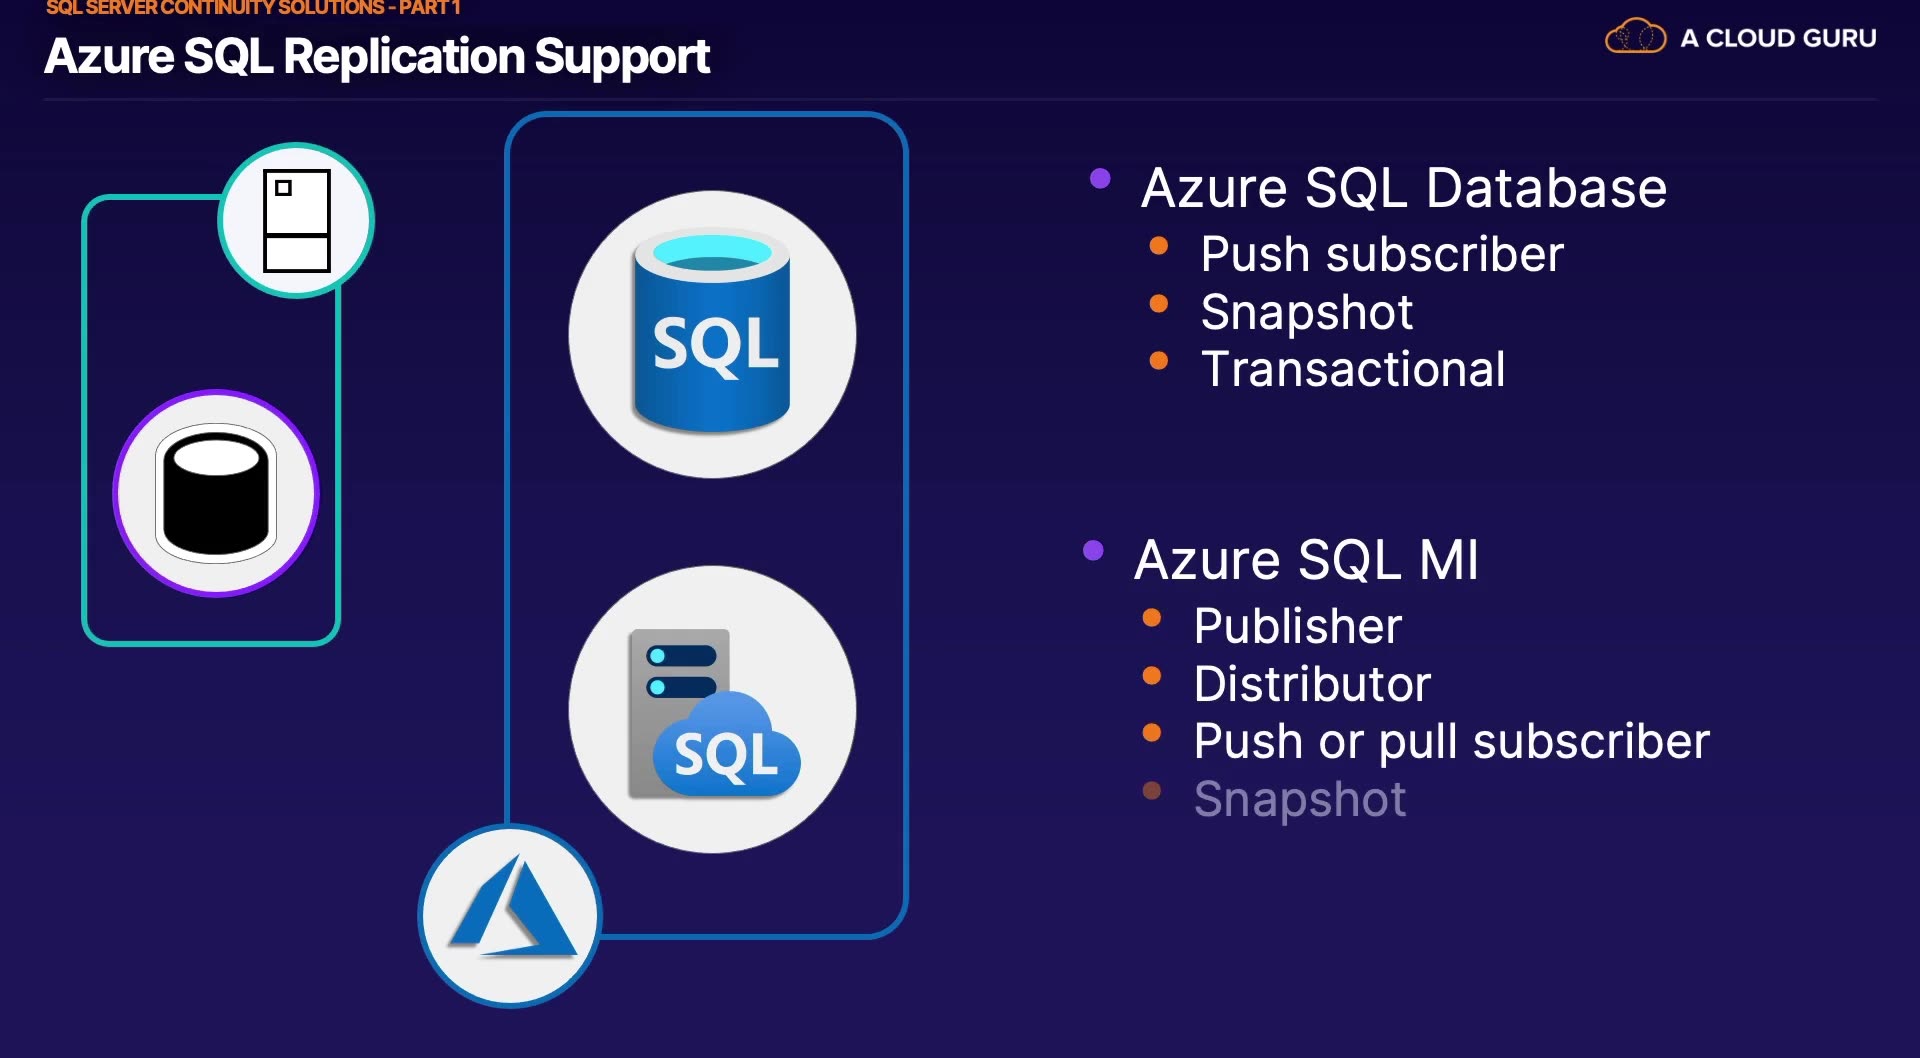 SQL SERVER CONTINUITY SOLUTIONS - PART 1
Azure SQL Replication Support
A CLOUD GURU
SQL
SQL
Azure SQL Database
Push subscriber
Snapshot
Transactional
Azure SQL MI
Publisher
Distributor
Push or pull subscriber
Snapshot